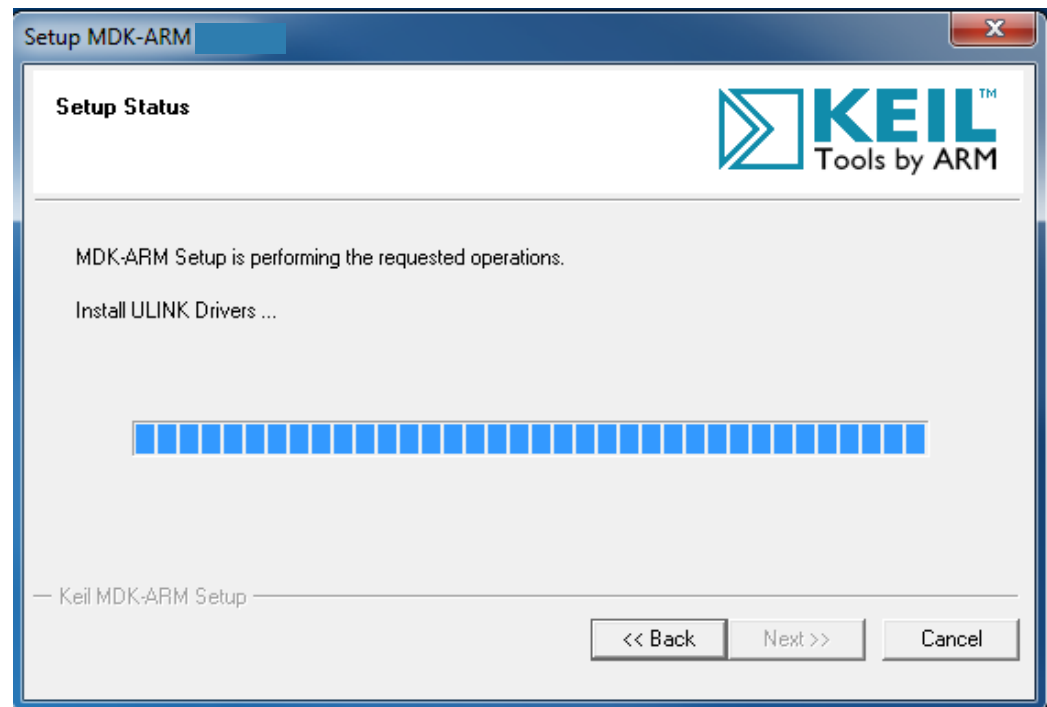 Setup MDK-ARM
x
Setup Status
KEIL™
Tools by ARM
MDK-ARM Setup is performing the requested operations.
Install ULINK Drivers ...
Keil MDK-ARM Setup
<< Back
Next >>
Cancel